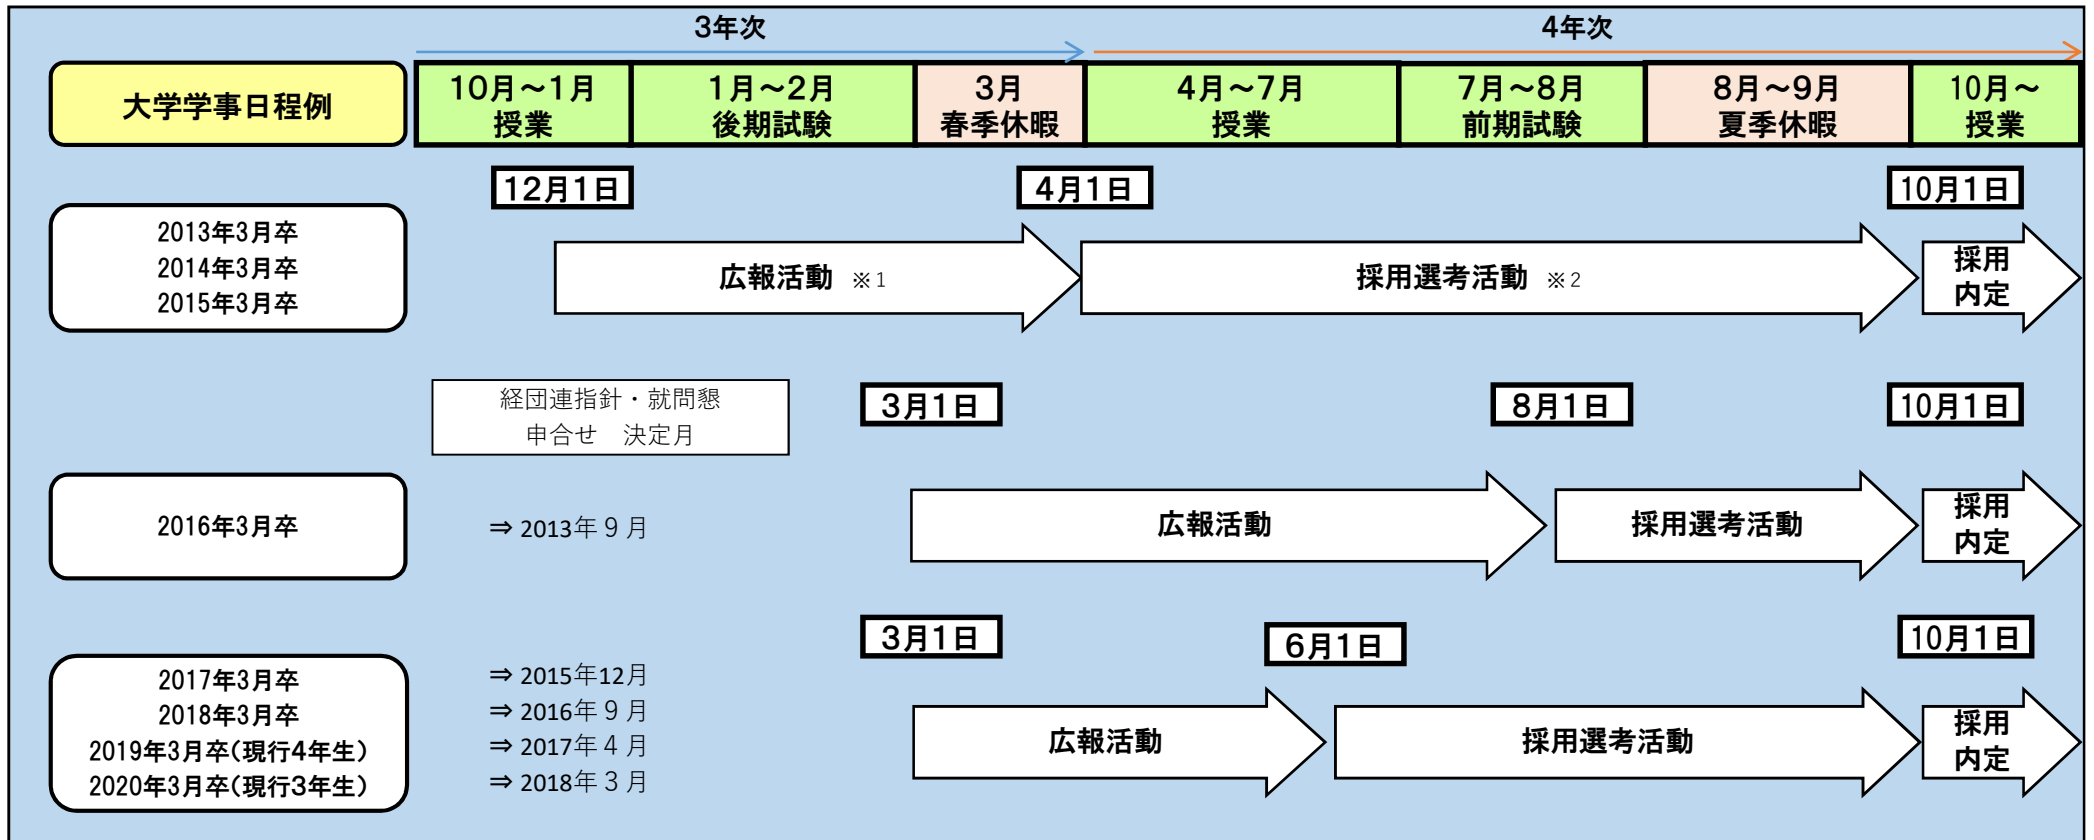 3年次
4年次
大学学事日程例
10月～1月
授業
1月～2月
後期試験
3月
春季休暇
4月～7月
授業
7月～8月
前期試験
8月～9月
夏季休暇
10月～
授業
12月1日
4月1日
10月1日
2013年3月卒
2014年3月卒
2015年3月卒
広報活動 ※1
採用選考活動 ※2
採用
内定
経団連指針・就問懇
申合せ　決定月
3月1日
8月1日
10月1日
2016年3月卒
⇒ 2013年９月
広報活動
採用選考活動
採用
内定
3月1日
6月1日
10月1日
2017年3月卒
2018年3月卒
2019年3月卒(現行4年生)
2020年3月卒(現行3年生)
⇒ 2015年12月
⇒ 2016年９月
⇒ 2017年４月
⇒ 2018年３月
広報活動
採用選考活動
採用
内定